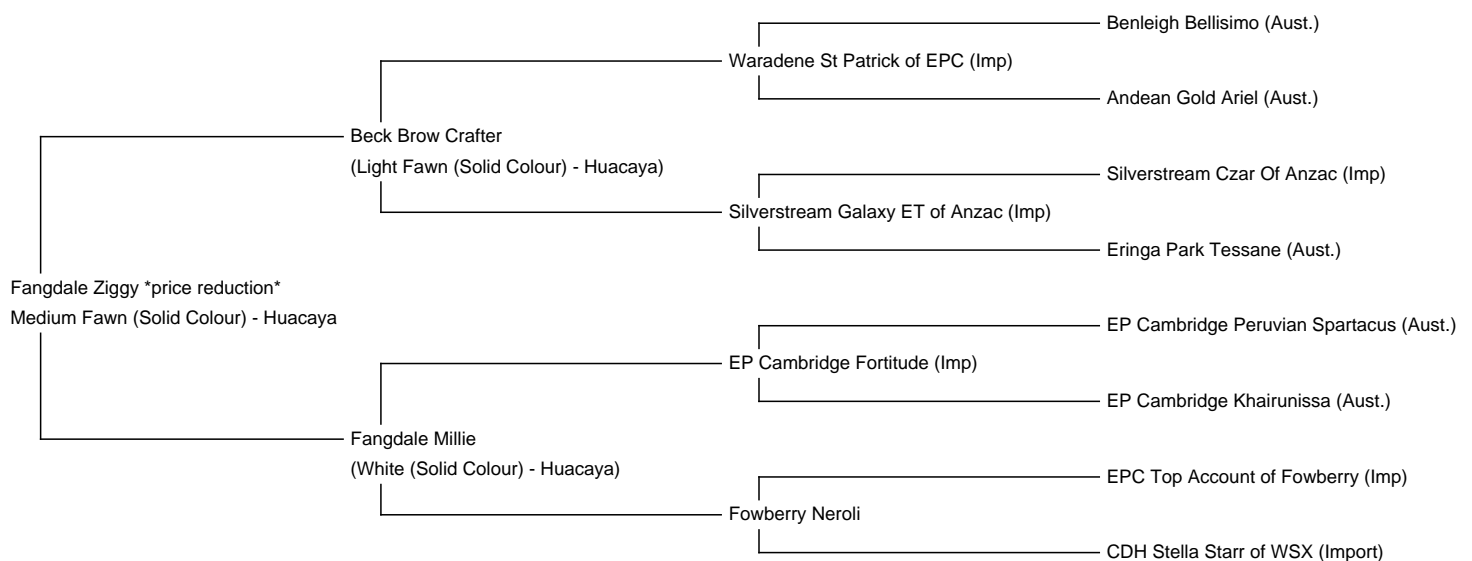 Benleigh Bellisimo (Aust.)
Waradene St Patrick of EPC (Imp)
Andean Gold Ariel (Aust.)
Beck Brow Crafter
(Light Fawn (Solid Colour) - Huacaya)
Silverstream Czar Of Anzac (Imp)
Silverstream Galaxy ET of Anzac (Imp)
Eringa Park Tessane (Aust.)
Fangdale Ziggy *price reduction*
Medium Fawn (Solid Colour) - Huacaya
EP Cambridge Peruvian Spartacus (Aust.)
EP Cambridge Fortitude (Imp)
EP Cambridge Khairunissa (Aust.)
Fangdale Millie
(White (Solid Colour) - Huacaya)
EPC Top Account of Fowberry (Imp)
Fowberry Neroli
CDH Stella Starr of WSX (Import)